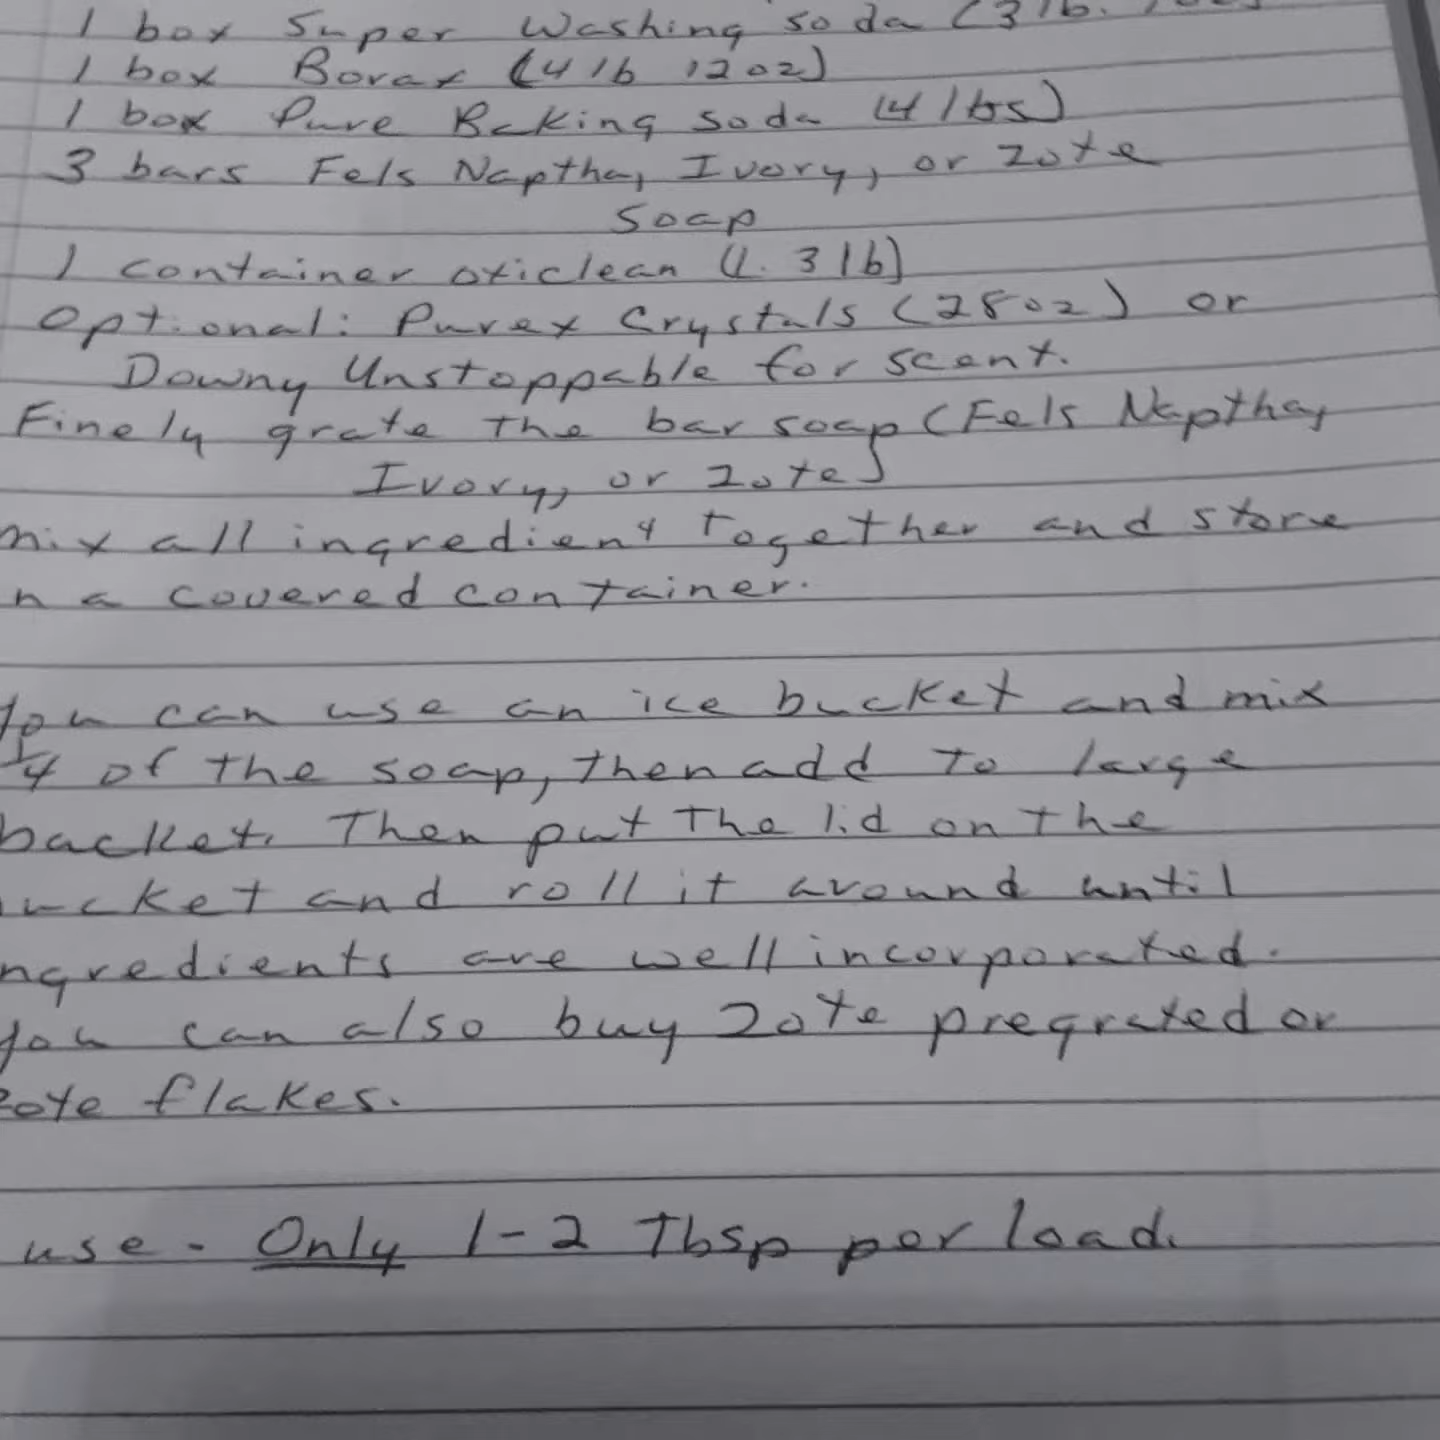 1 box Super Washing soda (3 lb.
1 box Borax (4 lb 12oz)
1 box Pure Baking soda (4 lbs)
3 bars Fels Naptha, Ivory, or Zote
Soap
1 container oxiclean (1.3 lb)
Optional: Purex Crystals (28oz) or
Downy Unstoppable for scent.
Finely grate the bar soap (Fels Naptha,
Ivory, or Zote)
Mix all ingredient together and store
n a covered container.
You can use an ice bucket and mix
1/4 of the soap, then add to large
backet. Then put the lid on the
ucket and roll it around until
ngredients are well incorporated.
You can also buy Zote pregrated or
Zote flakes.
use - Only 1-2 Tbsp per load.